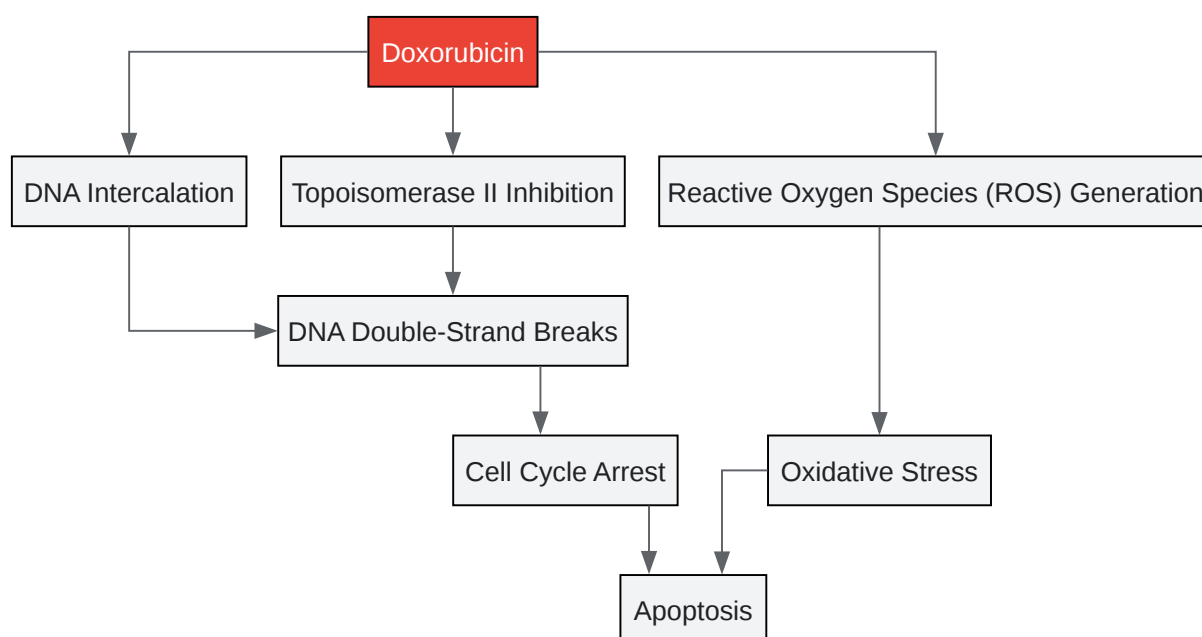 Doxorubicin
DNA Intercalation
Topoisomerase II Inhibition
Reactive Oxygen Species (ROS) Generation
DNA Double-Strand Breaks
Cell Cycle Arrest
Oxidative Stress
Apoptosis